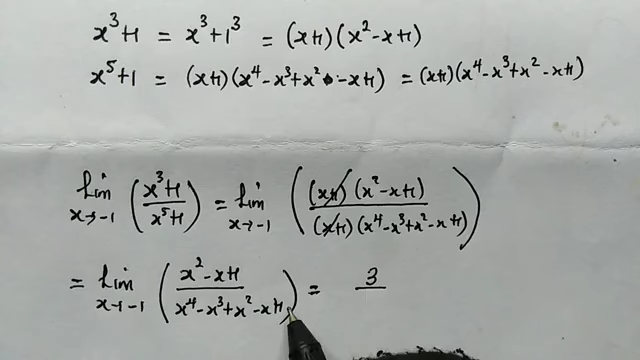 x³+1 = x³+1³ = (x+1)(x²-x+1)
x⁵+1 = (x+1)(x⁴-x³+x²-x+1) = (x+1)(x⁴-x³+x²-x+1)
Lim x→-1 (x³+1 / x⁵+1) = Lim x→-1 ((x+1)(x²-x+1) / (x+1)(x⁴-x³+x²-x+1))
= Lim x→-1 (x²-x+1 / x⁴-x³+x²-x+1) = 3/